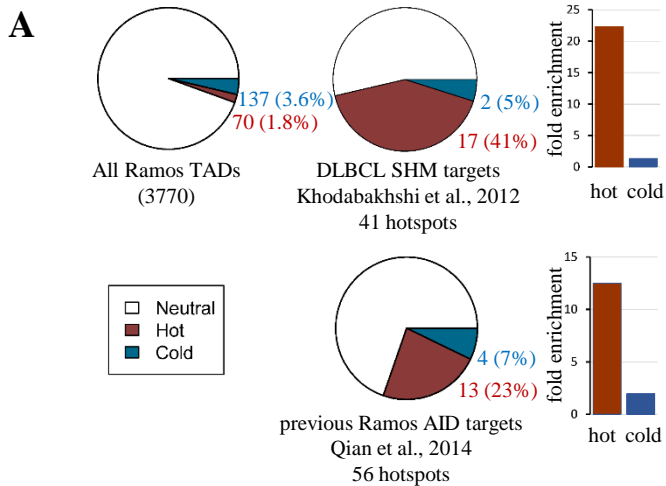 A
137 (3.6%)
70 (1.8%)
All Ramos TADs
(3770)
2 (5%)
17 (41%)
DLBCL SHM targets
Khodabakhshi et al., 2012
41 hotspots
fold enrichment
25
20
15
10
5
0
hot cold
Neutral
Hot
Cold
4 (7%)
13 (23%)
previous Ramos AID targets
Qian et al., 2014
56 hotspots
fold enrichment
15
10
5
0
hot cold